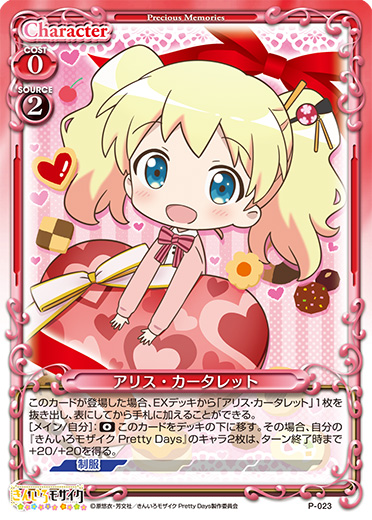 Precious Memories
Character
COST
0
SOURCE
2
アリス・カータレット
このカードが登場した場合、EXデッキから「アリス・カータレット」1枚を
抜き出し、表にしてから手札に加えることができる。
[メイン/自分]：0 このカードをデッキの下に移す。その場合、自分の
『きんいろモザイク Pretty Days』のキャラ2枚は、ターン終了時まで
+20/+20を得る。
制服
きんいろモザイク
©原悠衣・芳文社／きんいろモザイク Pretty Days製作委員会
P-023